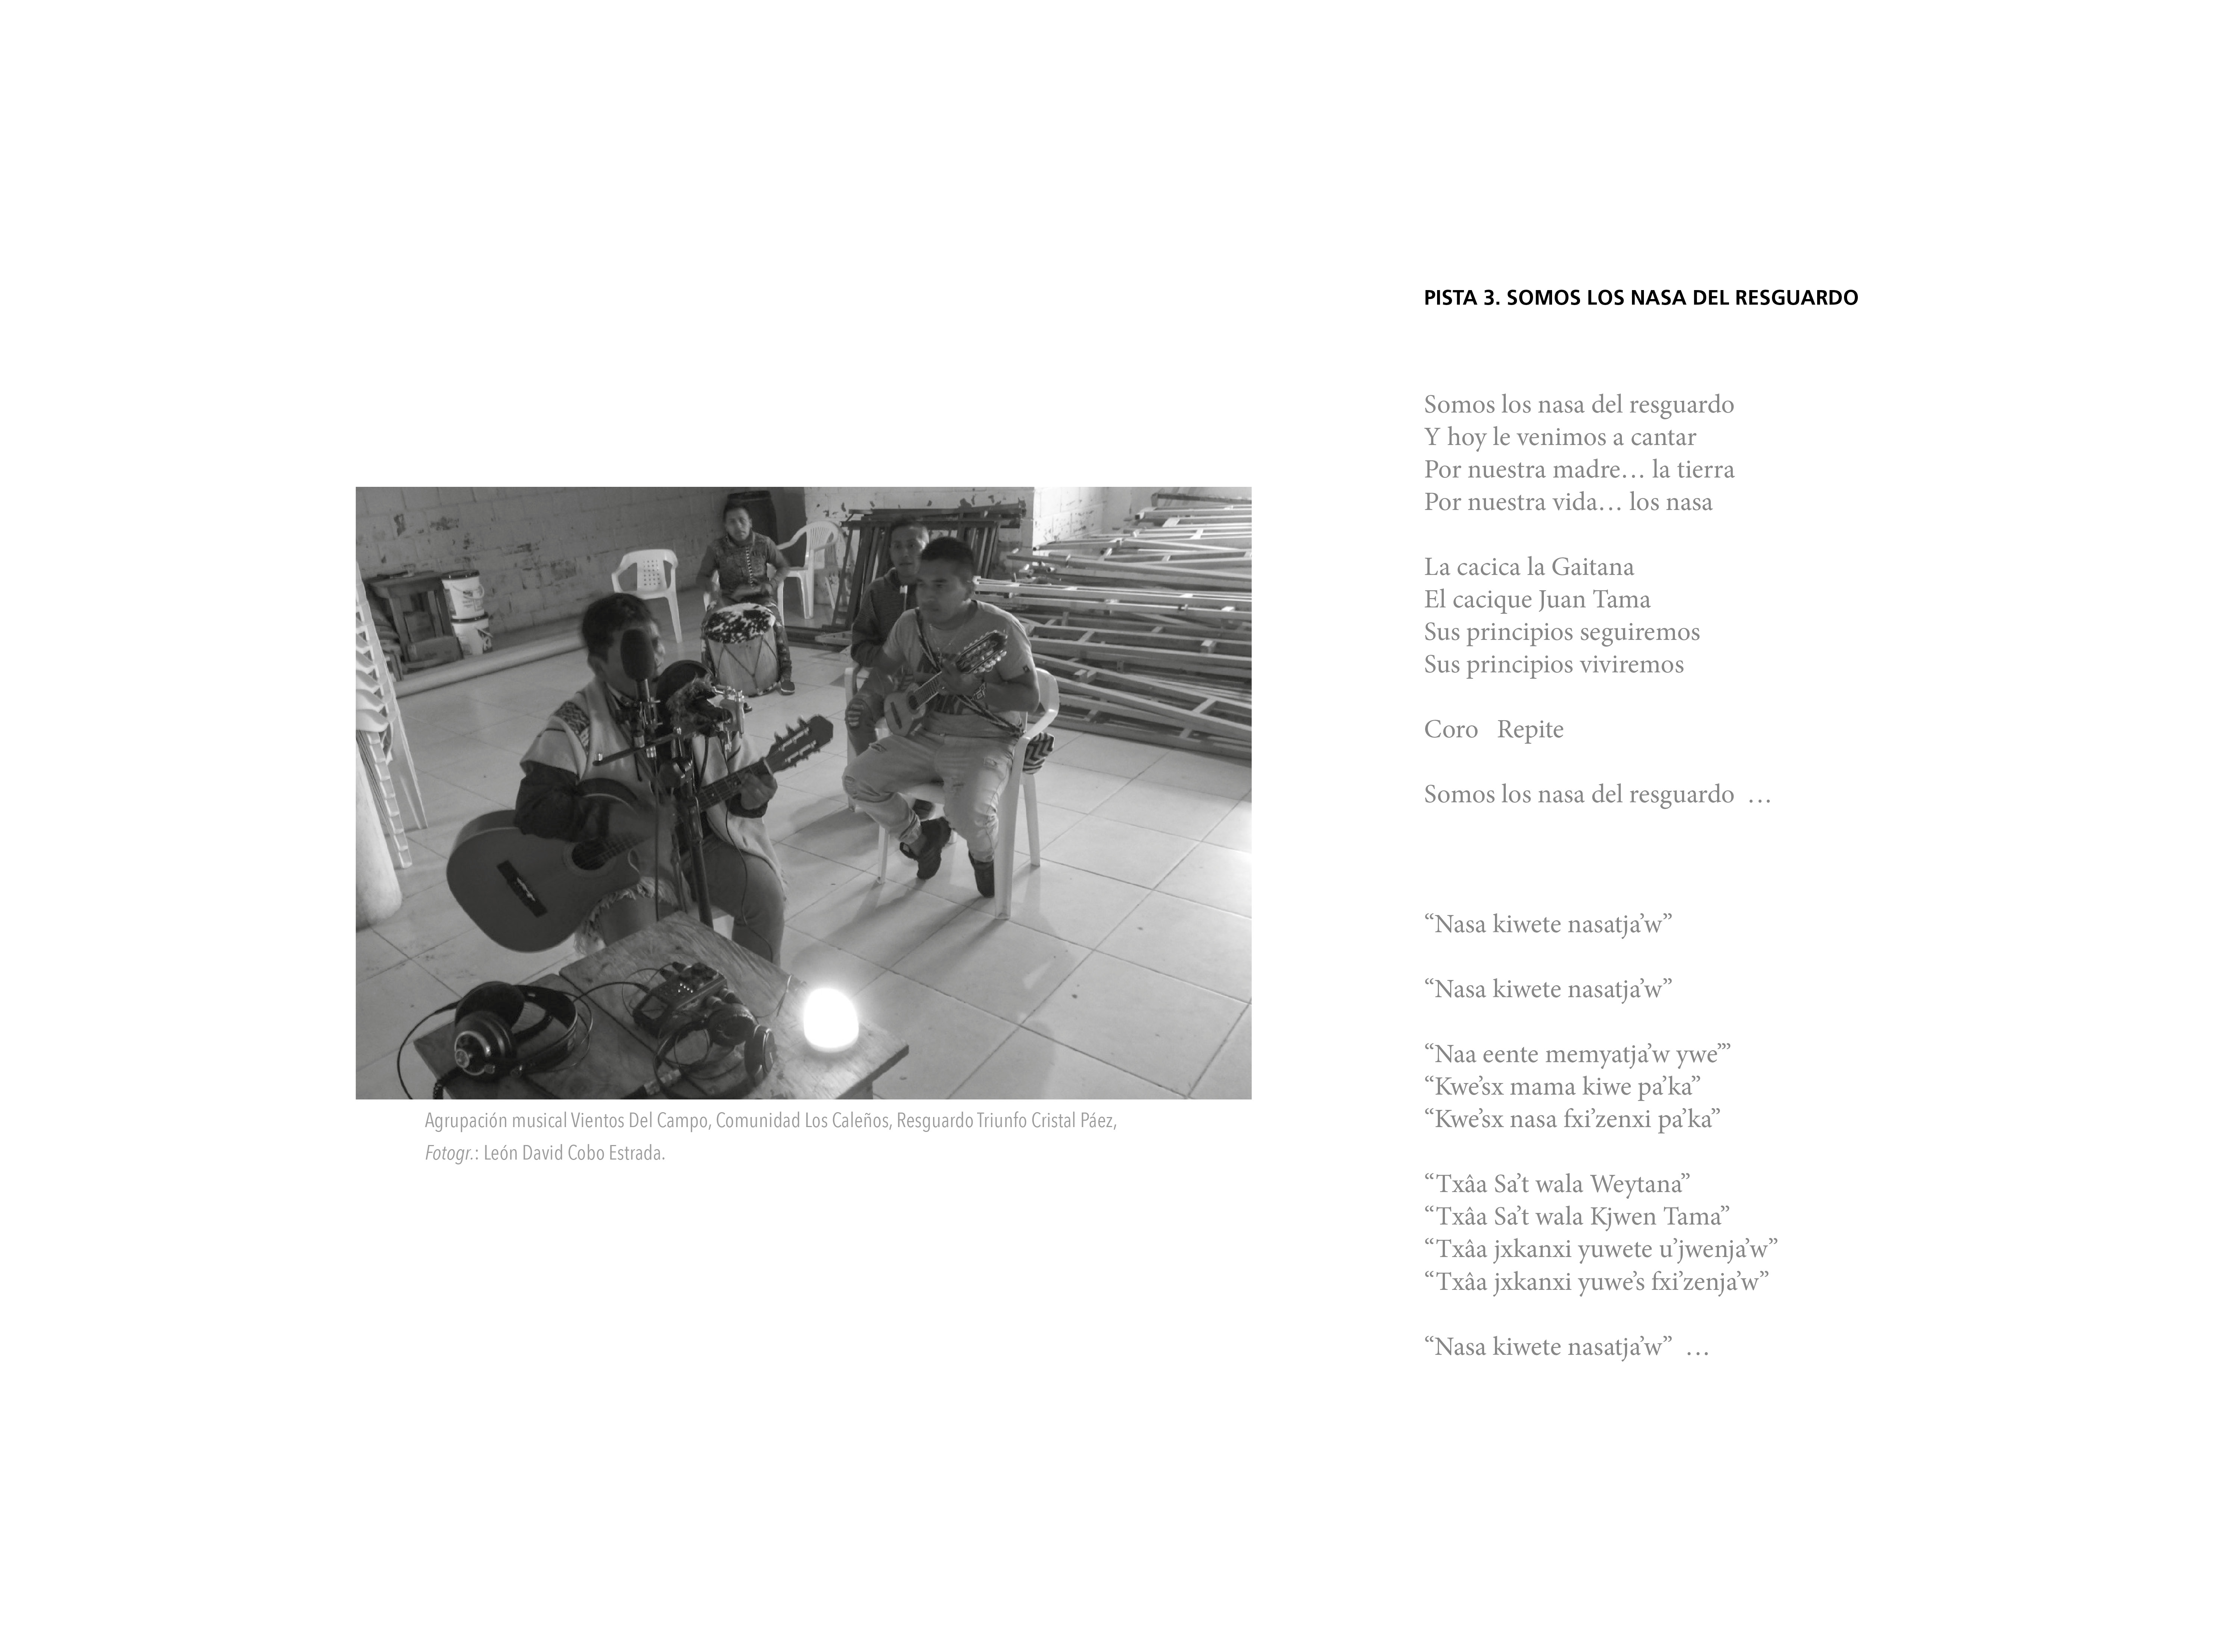 Agrupación musical Vientos Del Campo, Comunidad Los Caleños, Resguardo Triunfo Cristal Páez,
Fotogr.: León David Cobo Estrada.
PISTA 3. SOMOS LOS NASA DEL RESGUARDO
Somos los nasa del resguardo
Y hoy le venimos a cantar
Por nuestra madre… la tierra
Por nuestra vida… los nasa
La cacica la Gaitana
El cacique Juan Tama
Sus principios seguiremos
Sus principios viviremos
Coro Repite
Somos los nasa del resguardo …
“Nasa kiwete nasatja’w”
“Nasa kiwete nasatja’w”
“Naa eente memyatja’w ywe’”
“Kwe’sx mama kiwe pa’ka”
“Kwe’sx nasa fxi’zenxi pa’ka”
“Txâa Sa’t wala Weytana”
“Txâa Sa’t wala Kjwen Tama”
“Txâa jxkanxi yuwete u’jwenja’w”
“Txâa jxkanxi yuwe’s fxi’zenja’w”
“Nasa kiwete nasatja’w” …